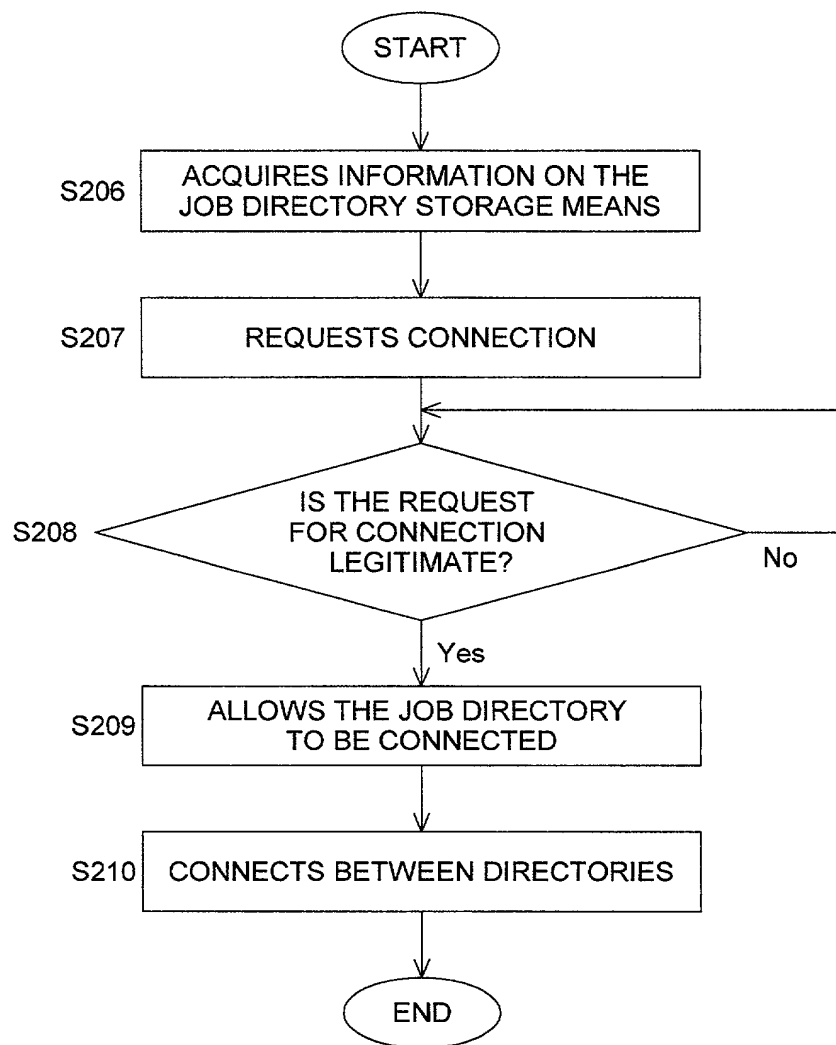 START
S206
ACQUIRES INFORMATION ON THE
JOB DIRECTORY STORAGE MEANS
S207
REQUESTS CONNECTION
S208
IS THE REQUEST
FOR CONNECTION
LEGITIMATE?
No
Yes
S209
ALLOWS THE JOB DIRECTORY
TO BE CONNECTED
S210
CONNECTS BETWEEN DIRECTORIES
END